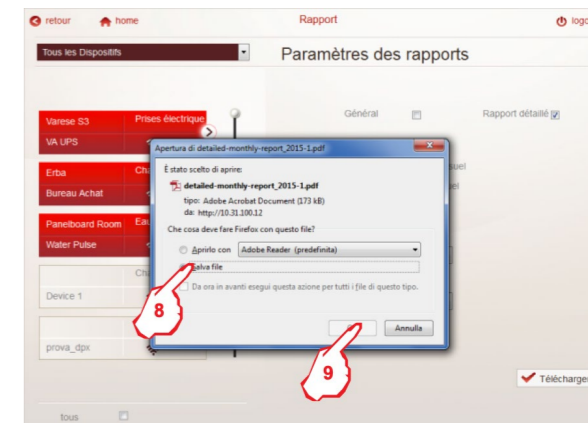 retour home Rapport
Tous les Dispositifs
Paramètres des rapports
Général Rapport détaillé
Varese S3 Prises électrique
VA UPS
Erba
Bureau Achat
Panelboard Room
Water Pulse
Device 1
prova_dpx
tous
Apertura di detailed-monthly-report_2015-1.pdf
È stato scelto di aprire:
detailed-monthly-report_2015-1.pdf
tipo: Adobe Acrobat Document (173 kB)
da: http://10.31.100.12
Che cosa deve fare Firefox con questo file?
Aprirlo con Adobe Reader (predefinita)
Salva file
Da ora in avanti esegui questa azione per tutti i file di questo tipo.
Annulla
8
9
Télécharger